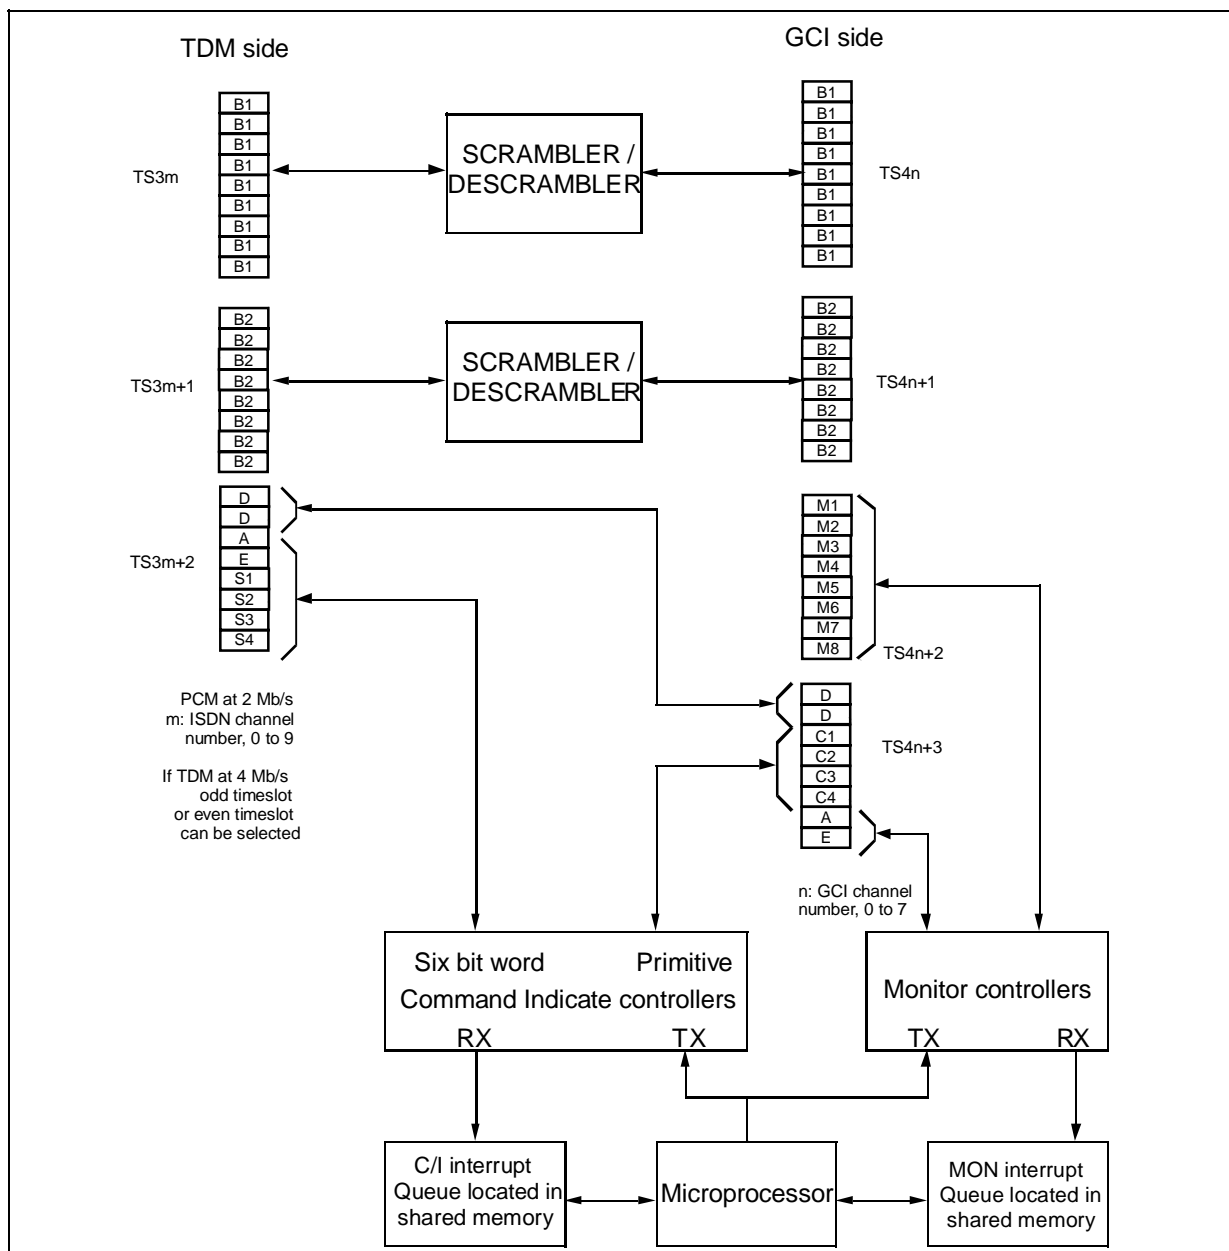 TDM side
GCI side
B1
B1
B1
B1
B1
B1
B1
B1
B1
TS3m
SCRAMBLER /
DESCRAMBLER
B1
B1
B1
B1
B1
B1
B1
B1
B1
TS4n
B2
B2
B2
B2
B2
B2
B2
B2
TS3m+1
SCRAMBLER /
DESCRAMBLER
B2
B2
B2
B2
B2
B2
B2
B2
TS4n+1
D
D
A
E
S1
S2
S3
S4
TS3m+2
M1
M2
M3
M4
M5
M6
M7
M8
TS4n+2
PCM at 2 Mb/s
m: ISDN channel
number, 0 to 9
If TDM at 4 Mb/s
odd timeslot
or even timeslot
can be selected
D
D
C1
C2
C3
C4
A
E
TS4n+3
n: GCI channel
number, 0 to 7
Six bit word Primitive
Command Indicate controllers
RX TX
Monitor controllers
TX RX
C/I interrupt
Queue located in
shared memory
Microprocessor
MON interrupt
Queue located in
shared memory